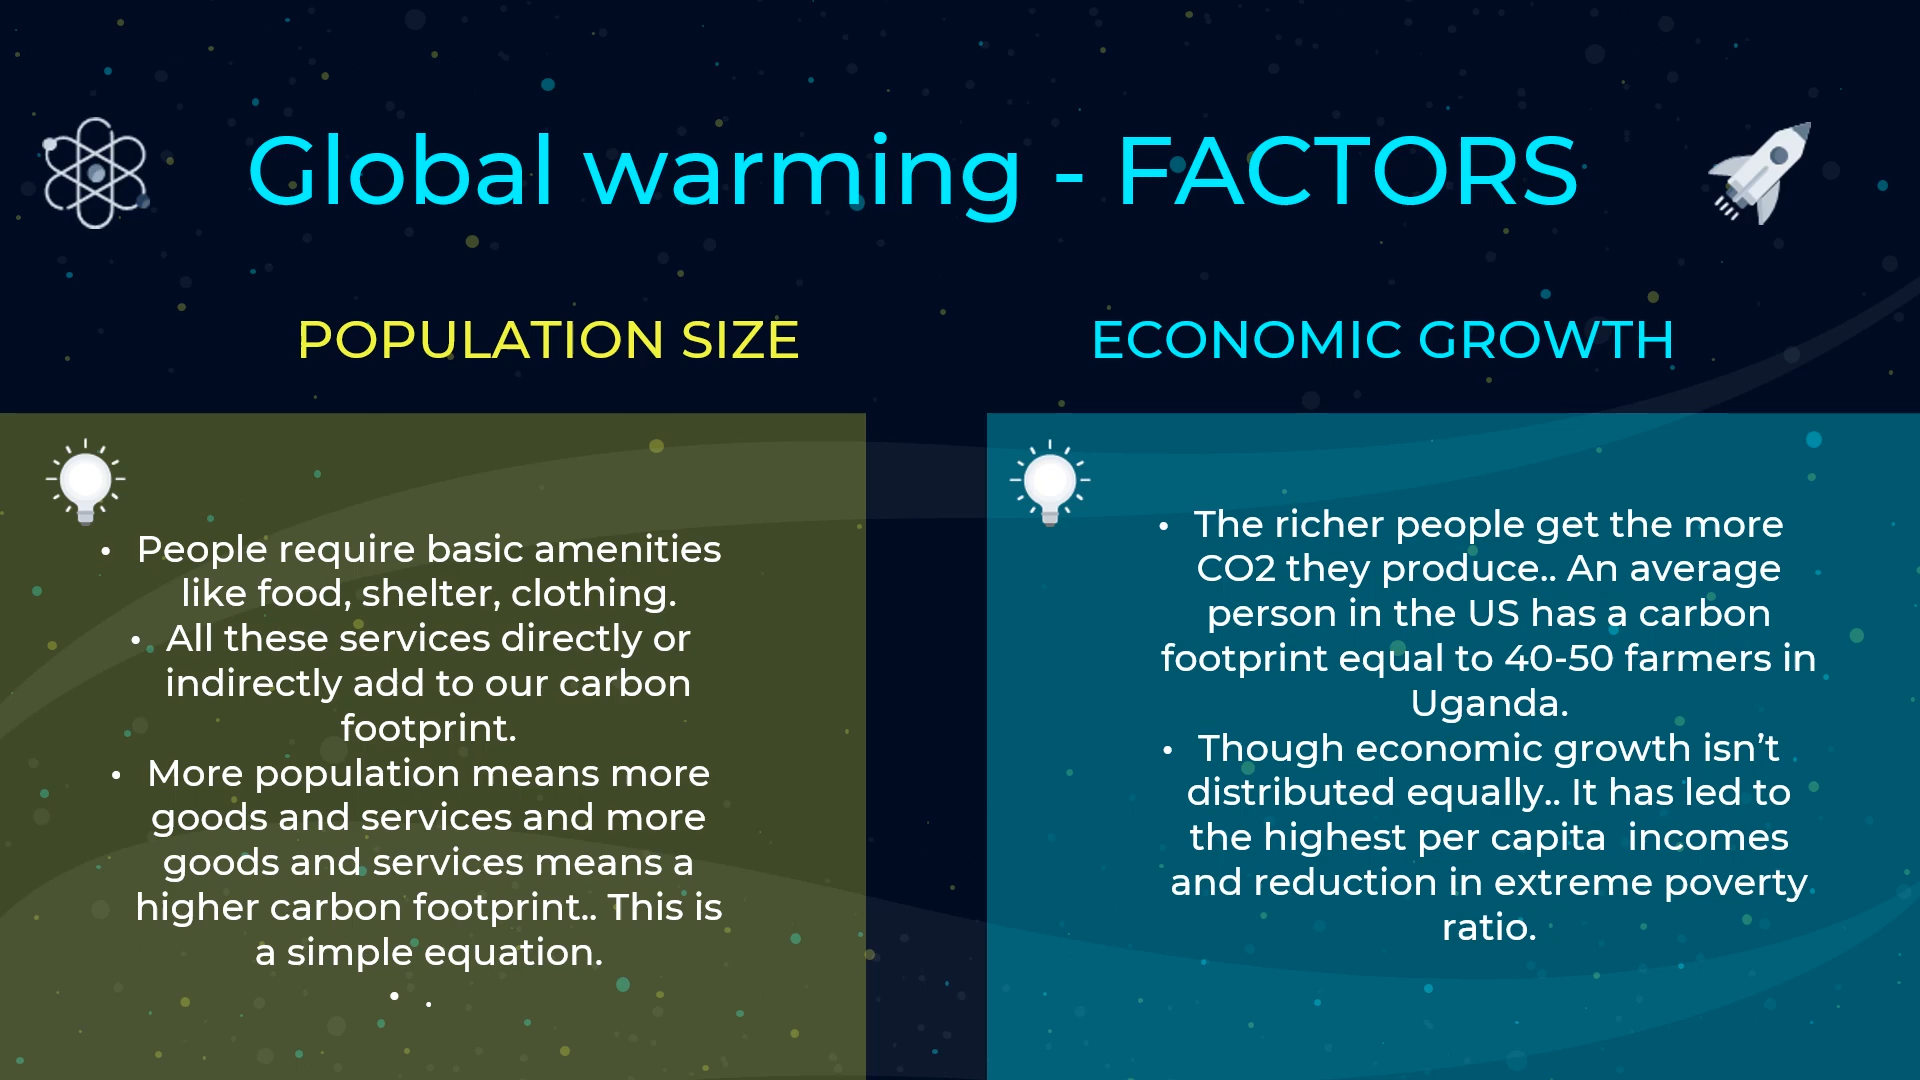 Global warming - FACTORS
POPULATION SIZE
• People require basic amenities
like food, shelter, clothing.
• All these services directly or
indirectly add to our carbon
footprint.
• More population means more
goods and services and more
goods and services means a
higher carbon footprint.. This is
a simple equation.
• .
ECONOMIC GROWTH
• The richer people get the more
CO2 they produce.. An average
person in the US has a carbon
footprint equal to 40-50 farmers in
Uganda.
• Though economic growth isn’t
distributed equally.. It has led to
the highest per capita  incomes
and reduction in extreme poverty
ratio.